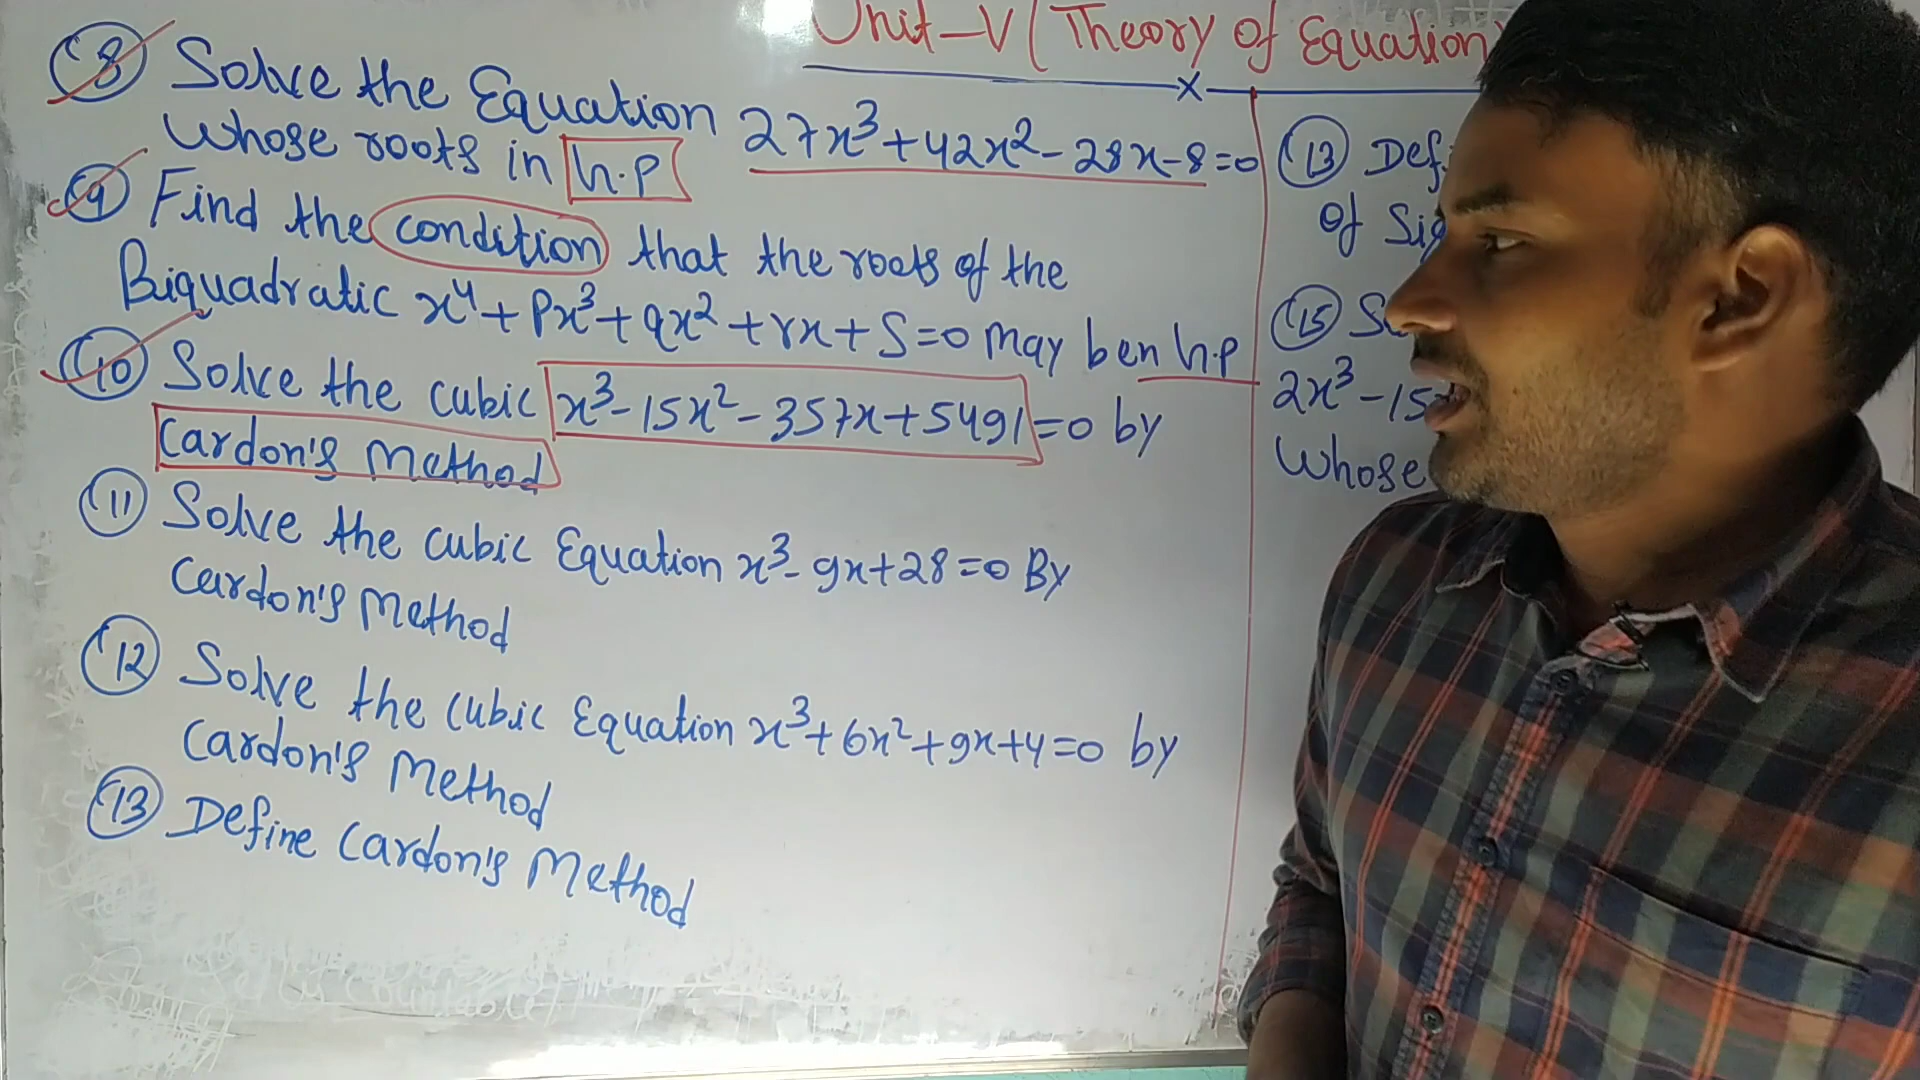 Unit-V (Theory of Equation)
⑧ Solve the Equation 27x³+42x²-28x-8=0
Whose roots in h.p
⑨ Find the condition that the roots of the
Biquadratic x⁴+Px³+qx²+rx+S=0 may ben h.p
⑩ Solve the cubic x³-15x²-357x+5491=0 by
Cardon's Method
⑪ Solve the cubic Equation x³-9x+28=0 By
Cardon's Method
⑫ Solve the cubic Equation x³+6x²+9x+4=0 by
Cardon's Method
⑬ Define Cardon's Method
⑬ Def
of Sig
⑮ S
2x³-15
Whose